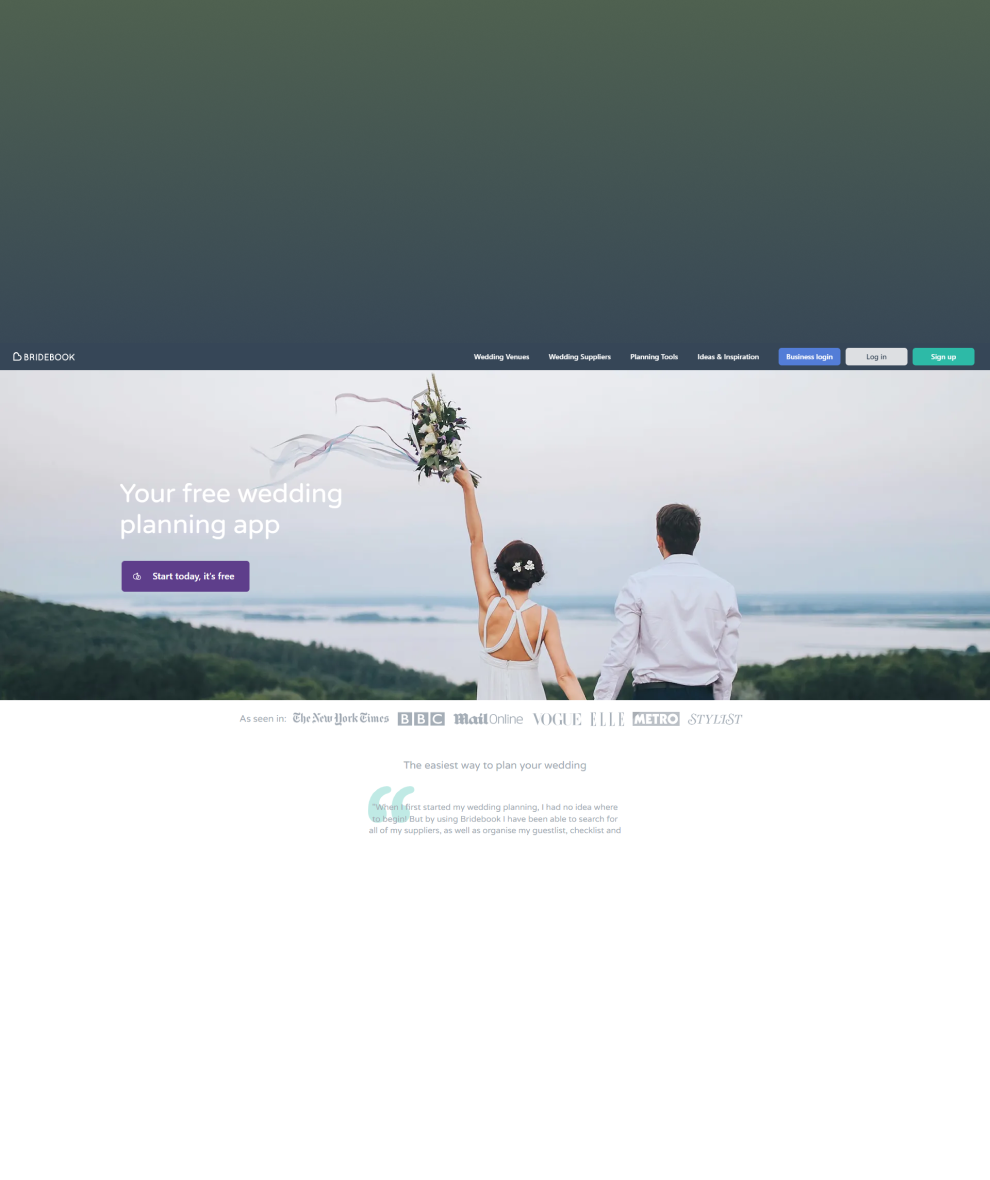 BRIDEBOOK
Wedding Venues
Wedding Suppliers
Planning Tools
Ideas & Inspiration
Business login
Log in
Sign up
Your free wedding
planning app
Start today, it's free
As seen in: The New York Times BBC MailOnline VOGUE ELLE METRO STYLIST
The easiest way to plan your wedding
"When I first started my wedding planning, I had no idea where
to begin! But by using Bridebook I have been able to search for
all of my suppliers, as well as organise my guestlist, checklist and